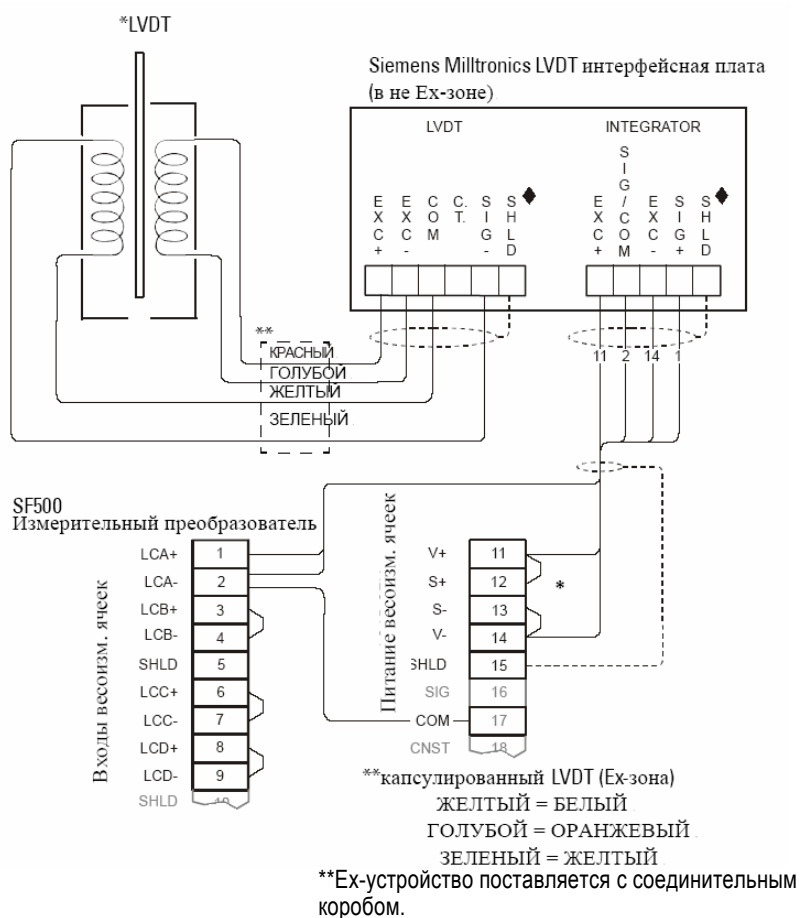 *LVDT
Siemens Milltronics LVDT интерфейсная плата
(в не Ех-зоне)
LVDT INTEGRATOR
EXC+ EXC- COM C.T. SIG- SHLD ♦ EXC+ SIG/COM EXC- SIG+ SHLD ♦
**
КРАСНЫЙ
ГОЛУБОЙ
ЖЕЛТЫЙ
ЗЕЛЕНЫЙ
11 2 14 1
SF500
Измерительный преобразователь
Входы весоизм. ячеек
LCA+ 1
LCA- 2
LCB+ 3
LCB- 4
SHLD 5
LCC+ 6
LCC- 7
LCD+ 8
LCD- 9
SHLD
Питание весоизм. ячеек
V+ 11
S+ 12
*
S- 13
V- 14
SHLD 15
SIG 16
COM 17
CNST 18
**капсулированный LVDT (Ех-зона)
ЖЕЛТЫЙ = БЕЛЫЙ
ГОЛУБОЙ = ОРАНЖЕВЫЙ
ЗЕЛЕНЫЙ = ЖЕЛТЫЙ
**Ех-устройство поставляется с соединительным
коробом.